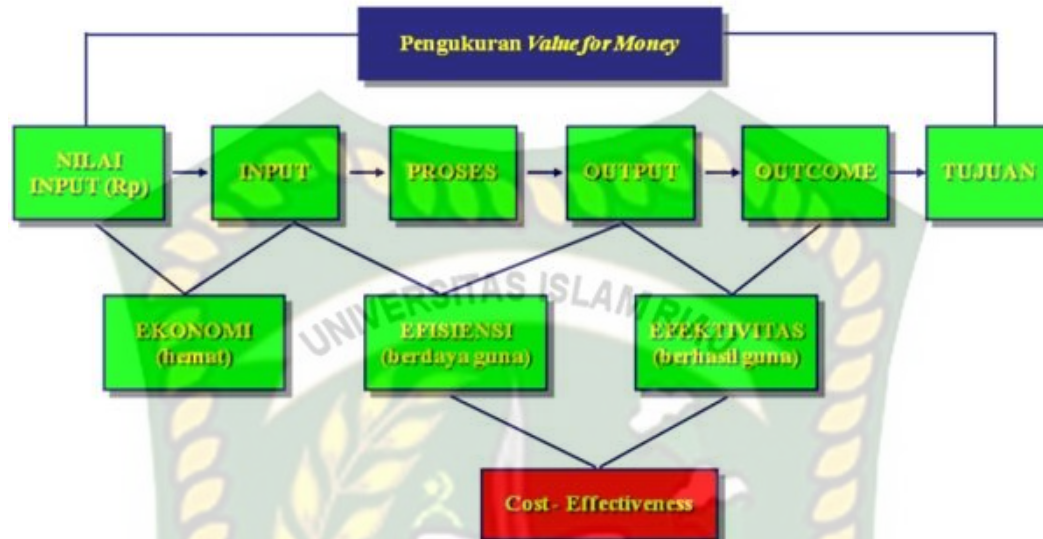 Pengukuran Value for Money
NILAI
INPUT (Rp)
INPUT
PROSES
OUTPUT
OUTCOME
TUJUAN
EKONOMI
(hemat)
EFISIENSI
(berdaya guna)
EFEKTIVITAS
(berhasil guna)
UNIVERSITAS ISLAM RIAU
Cost - Effectiveness